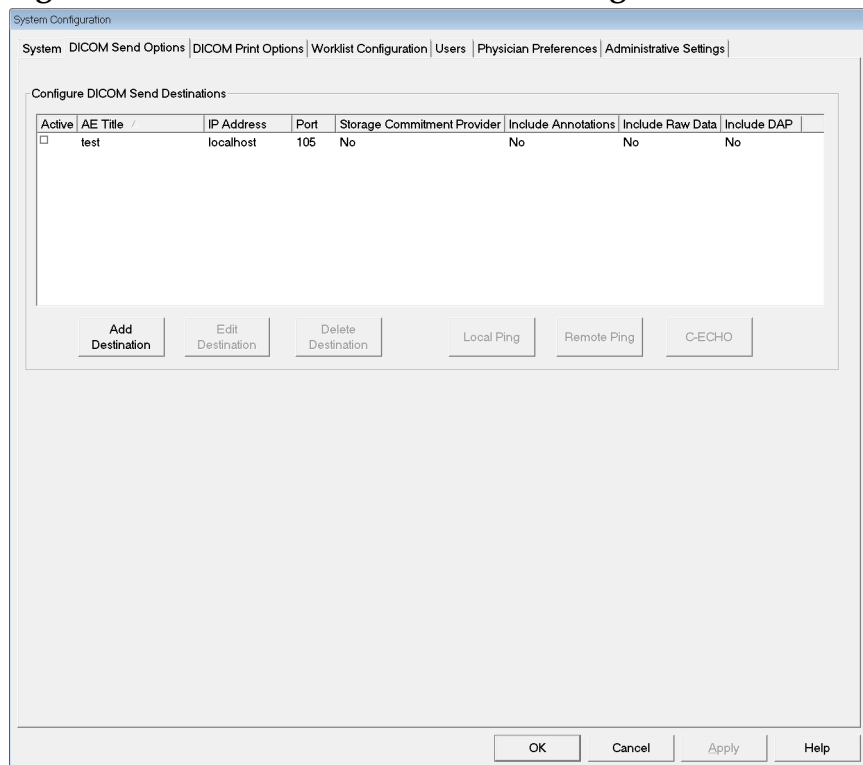 System Configuration
System DICOM Send Options DICOM Print Options Worklist Configuration Users Physician Preferences Administrative Settings
Configure DICOM Send Destinations
Active AE Title IP Address Port Storage Commitment Provider Include Annotations Include Raw Data Include DAP
test localhost 105 No No No No
Add Destination Edit Destination Delete Destination Local Ping Remote Ping C-ECHO
OK Cancel Apply Help